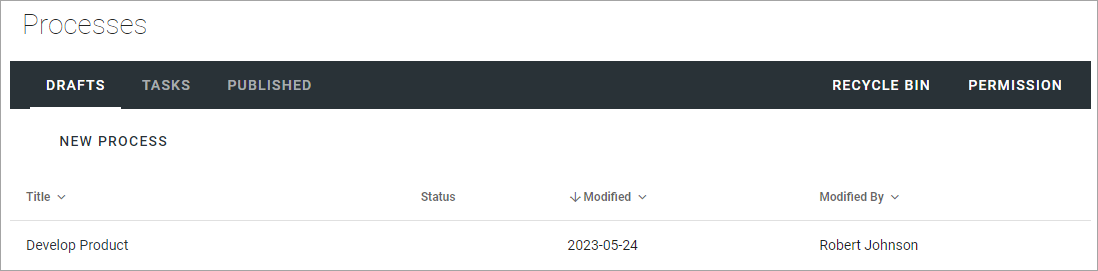 Processes
DRAFTS TASKS PUBLISHED RECYCLE BIN PERMISSION
NEW PROCESS
Title Status Modified Modified By
Develop Product 2023-05-24 Robert Johnson